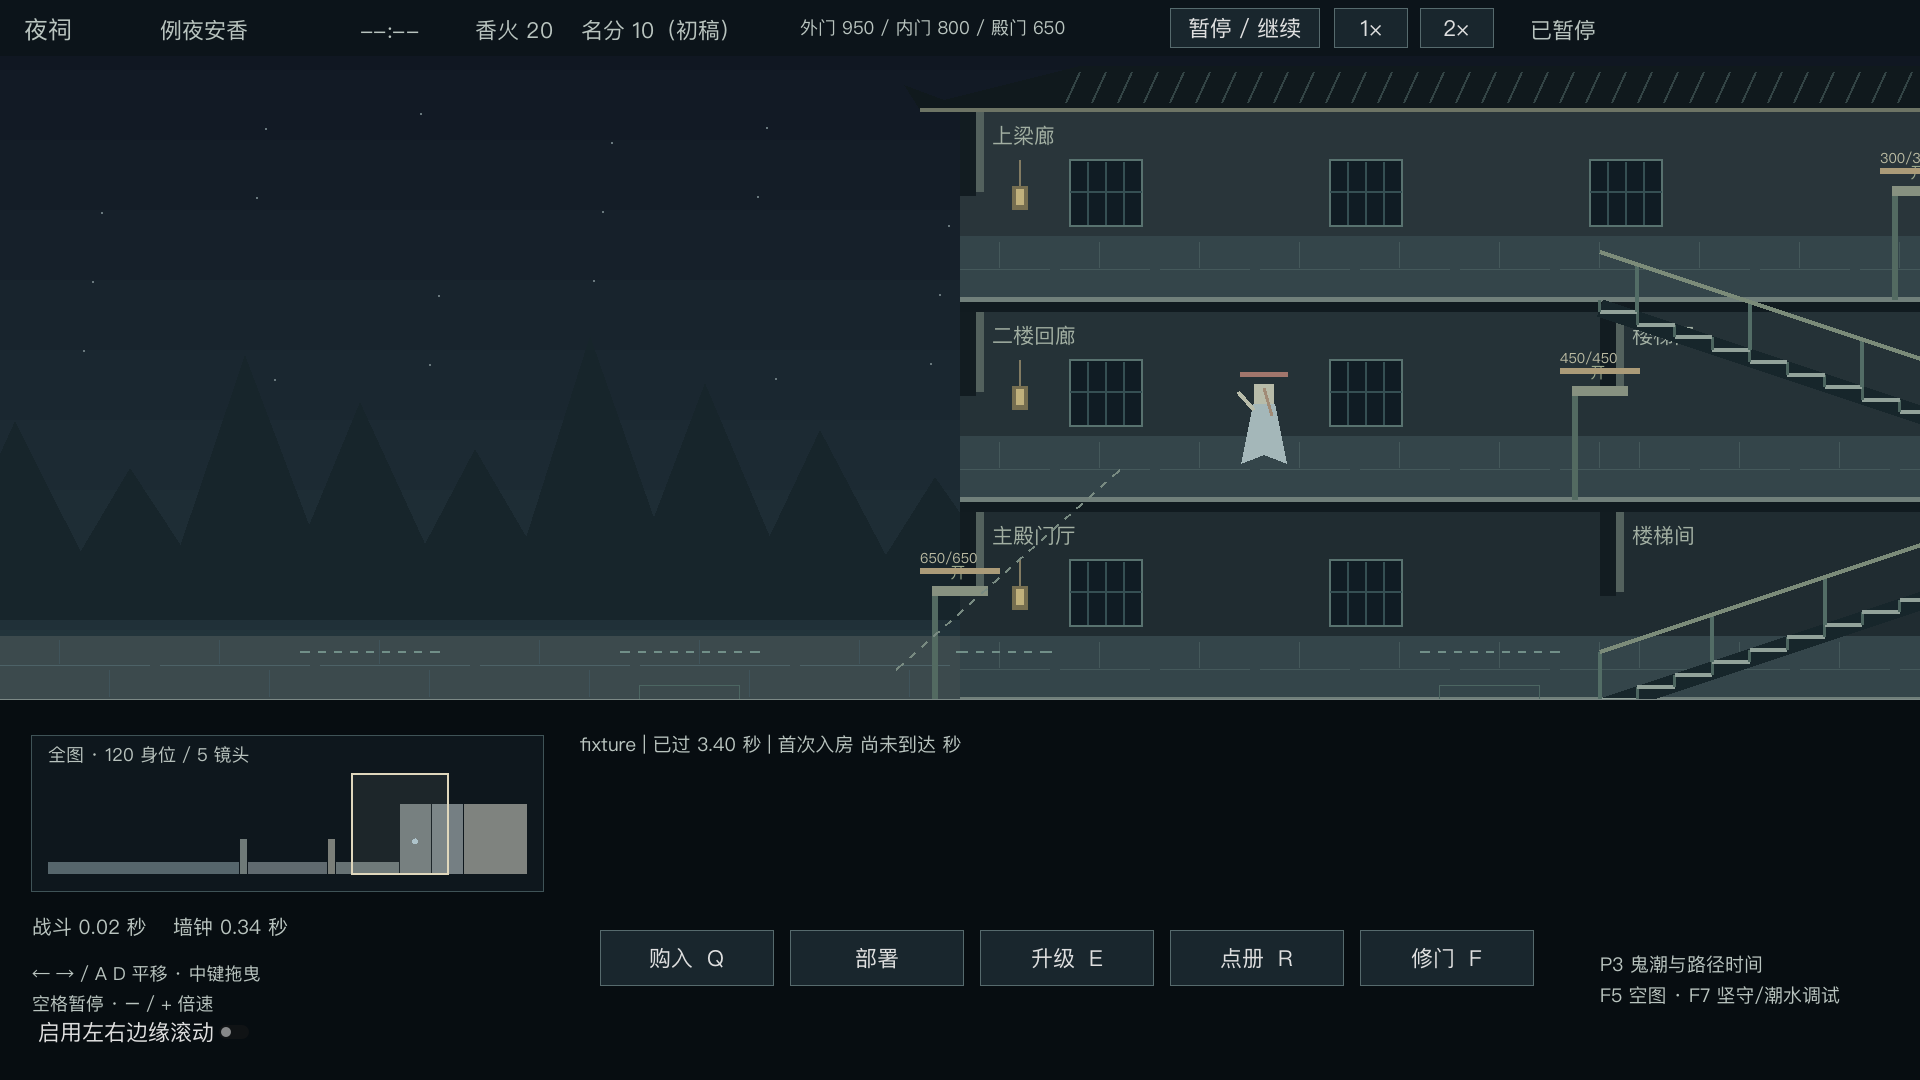 夜祠
例夜安香
--:--
香火 20
名分 10（初稿）
外门 950 / 内门 800 / 殿门 650
暂停 / 继续
1×
2×
已暂停
上梁廊
二楼回廊
450/450
开
主殿门厅
楼梯间
650/650
开
全图 · 120 身位 / 5 镜头
fixture | 已过 3.40 秒 | 首次入房 尚未到达 秒
战斗 0.02 秒 墙钟 0.34 秒
←→ / A D 平移 · 中键拖曳
空格暂停 · − / + 倍速
启用左右边缘滚动
购入 Q
部署
升级 E
点册 R
修门 F
P3 鬼潮与路径时间
F5 空图 · F7 坚守/潮水调试